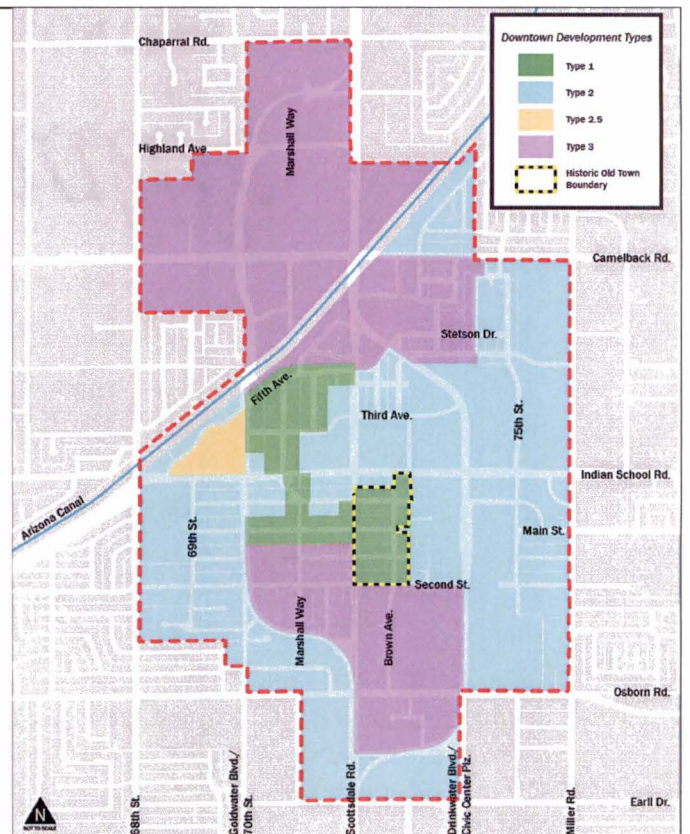 Downtown Development Types
Type 1
Type 2
Type 2.5
Type 3
Historic Old Town
Boundary
Chaparral Rd.
Marshall Way
Highland Ave.
Camelback Rd.
Stetson Dr.
Fifth Ave.
Third Ave.
75th St.
Indian School Rd.
Arizona Canal
69th St.
Main St.
Second St.
Marshall Way
Brown Ave.
Osborn Rd.
68th St.
Goldwater Blvd./
70th St.
Scottsdale Rd.
Drinkwater Blvd./
Civic Center Plz.
Earll Dr.
N
NOT TO SCALE